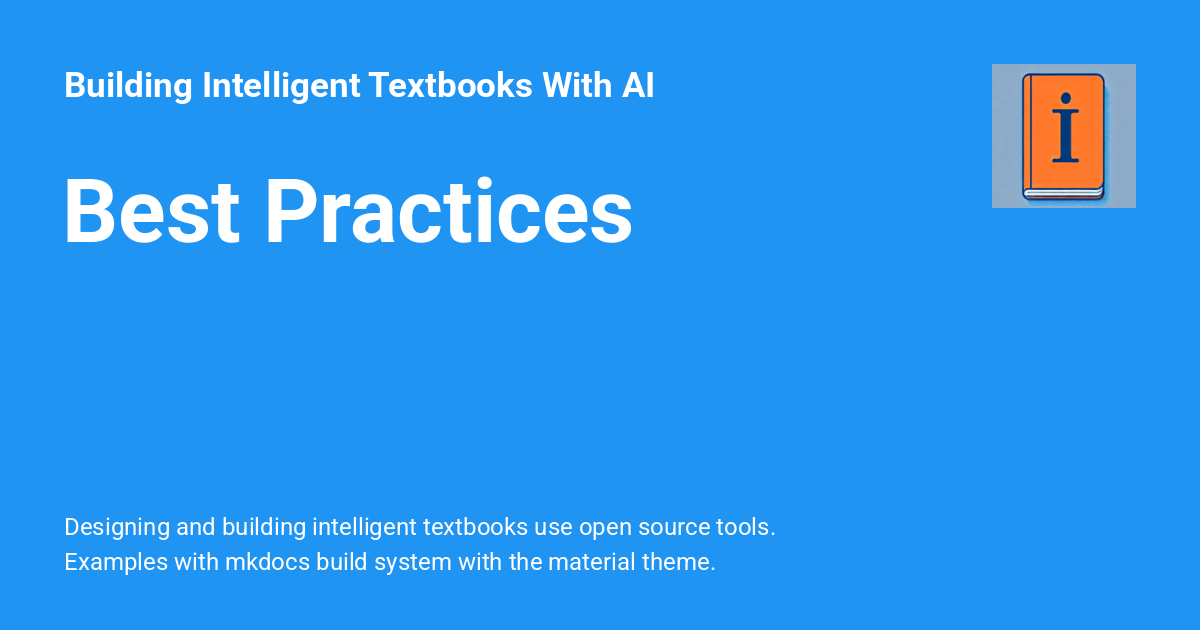 Building Intelligent Textbooks With AI
i
Best Practices
Designing and building intelligent textbooks use open source tools.
Examples with mkdocs build system with the material theme.